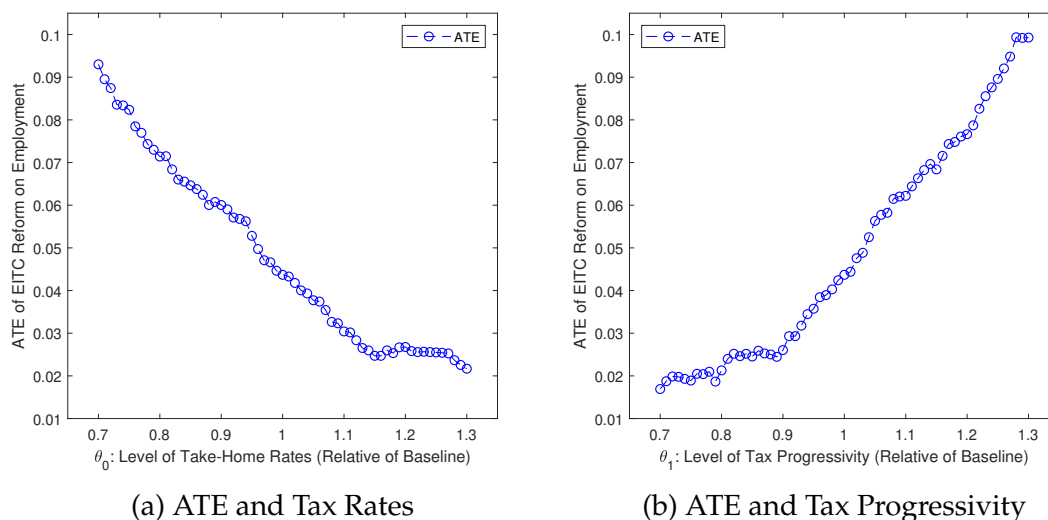 ATE of EITC Reform on Employment
0.1
0.09
0.08
0.07
0.06
0.05
0.04
0.03
0.02
0.01
ATE
0.7 0.8 0.9 1 1.1 1.2 1.3
θ0: Level of Take-Home Rates (Relative of Baseline)
(a) ATE and Tax Rates
ATE of EITC Reform on Employment
0.1
0.09
0.08
0.07
0.06
0.05
0.04
0.03
0.02
0.01
ATE
0.7 0.8 0.9 1 1.1 1.2 1.3
θ1: Level of Tax Progressivity (Relative of Baseline)
(b) ATE and Tax Progressivity